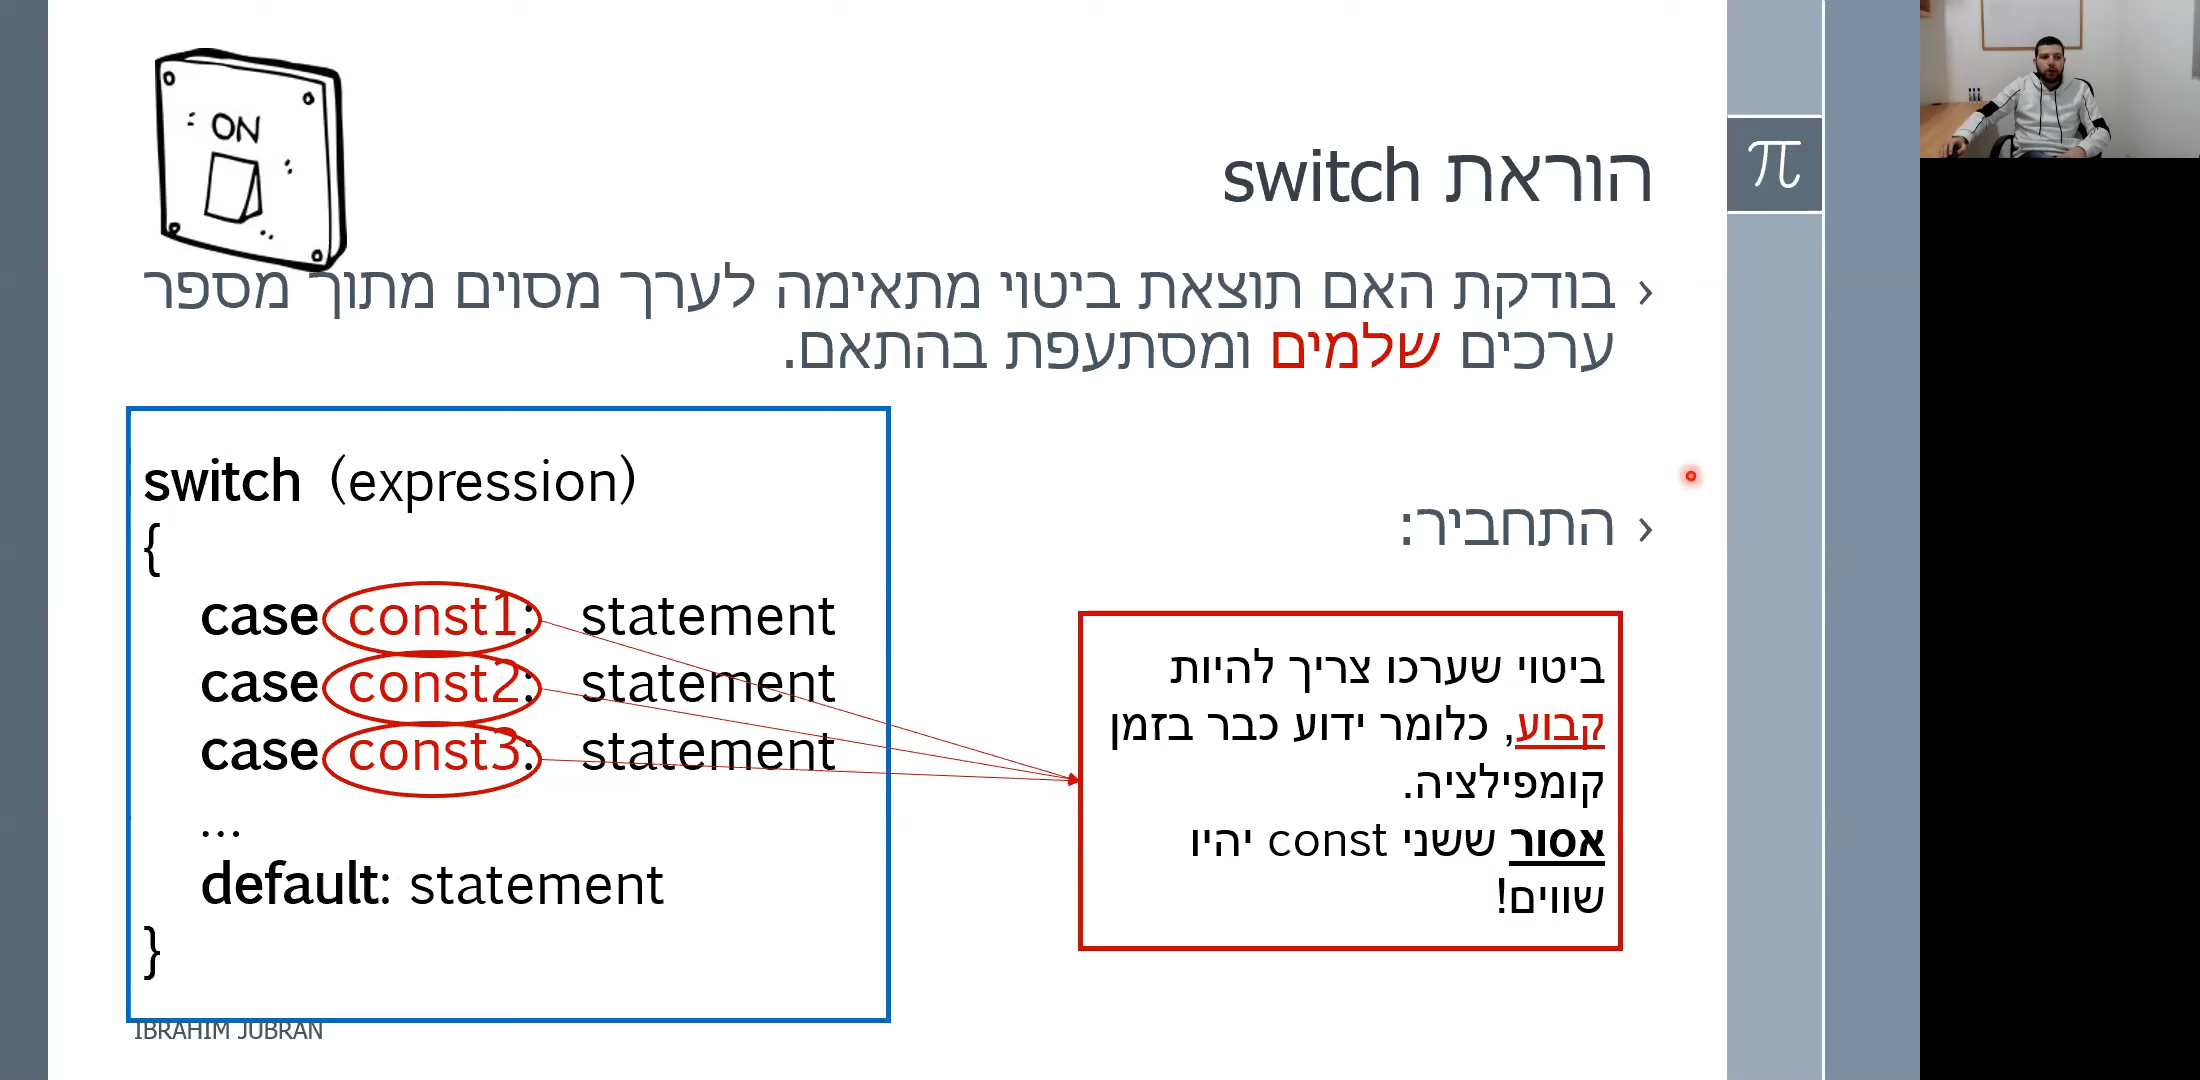 ON
π
הוראת switch
‹ בודקת האם תוצאת ביטוי מתאימה לערך מסוים מתוך מספר
ערכים שלמים ומסתעפת בהתאם.
‹ התחביר:
switch (expression)
{
case const1: statement
case const2: statement
case const3: statement
...
default: statement
}
ביטוי שערכו צריך להיות
קבוע, כלומר ידוע כבר בזמן
קומפילציה.
אסור ששני const יהיו
שווים!
IBRAHIM JUBRAN